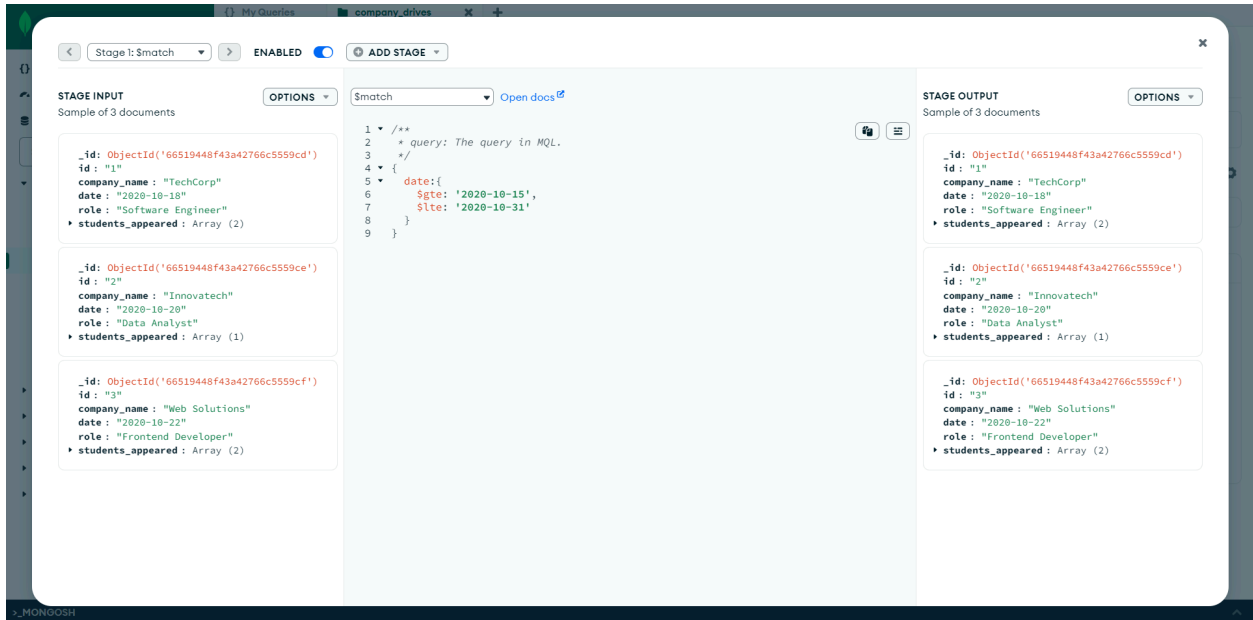 {} My Queries
company_drives
Stage 1: $match
ENABLED
ADD STAGE
STAGE INPUT
OPTIONS
Sample of 3 documents
_id: ObjectId('66519448f43a42766c5559cd')
id : "1"
company_name : "TechCorp"
date : "2020-10-18"
role : "Software Engineer"
students_appeared : Array (2)
_id: ObjectId('66519448f43a42766c5559ce')
id : "2"
company_name : "Innovatech"
date : "2020-10-20"
role : "Data Analyst"
students_appeared : Array (1)
_id: ObjectId('66519448f43a42766c5559cf')
id : "3"
company_name : "Web Solutions"
date : "2020-10-22"
role : "Frontend Developer"
students_appeared : Array (2)
$match
Open docs
1 /**
2 * query: The query in MQL.
3 */
4 {
5 date:{
6 $gte: '2020-10-15',
7 $lte: '2020-10-31'
8 }
9 }
STAGE OUTPUT
OPTIONS
Sample of 3 documents
_id: ObjectId('66519448f43a42766c5559cd')
id : "1"
company_name : "TechCorp"
date : "2020-10-18"
role : "Software Engineer"
students_appeared : Array (2)
_id: ObjectId('66519448f43a42766c5559ce')
id : "2"
company_name : "Innovatech"
date : "2020-10-20"
role : "Data Analyst"
students_appeared : Array (1)
_id: ObjectId('66519448f43a42766c5559cf')
id : "3"
company_name : "Web Solutions"
date : "2020-10-22"
role : "Frontend Developer"
students_appeared : Array (2)
>_MONGOSH